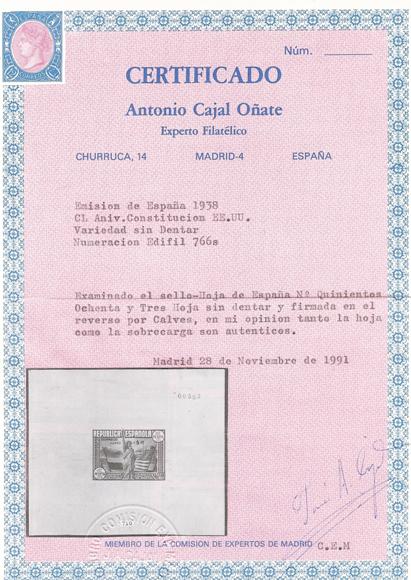 Núm.
CERTIFICADO
Antonio Cajal Oñate
Experto Filatélico
CHURRUCA, 14 MADRID-4 ESPAÑA
Emision de España 1938
CL Aniv.Constitucion EE.UU.
Variedad sin Dentar
Numeracion Edifil 766s
Examinado el sello-Hoja de España Nº Quinientos
Ochenta y Tres Hoja sin dentar y firmada en el
reverso por Calves, en mi opinion tanto la hoja
como la sobrecarga son autenticos.
Madrid 28 de Noviembre de 1991
REPUBLICA ESPAÑOLA
MIEMBRO DE LA COMISION DE EXPERTOS DE MADRID C.E.M